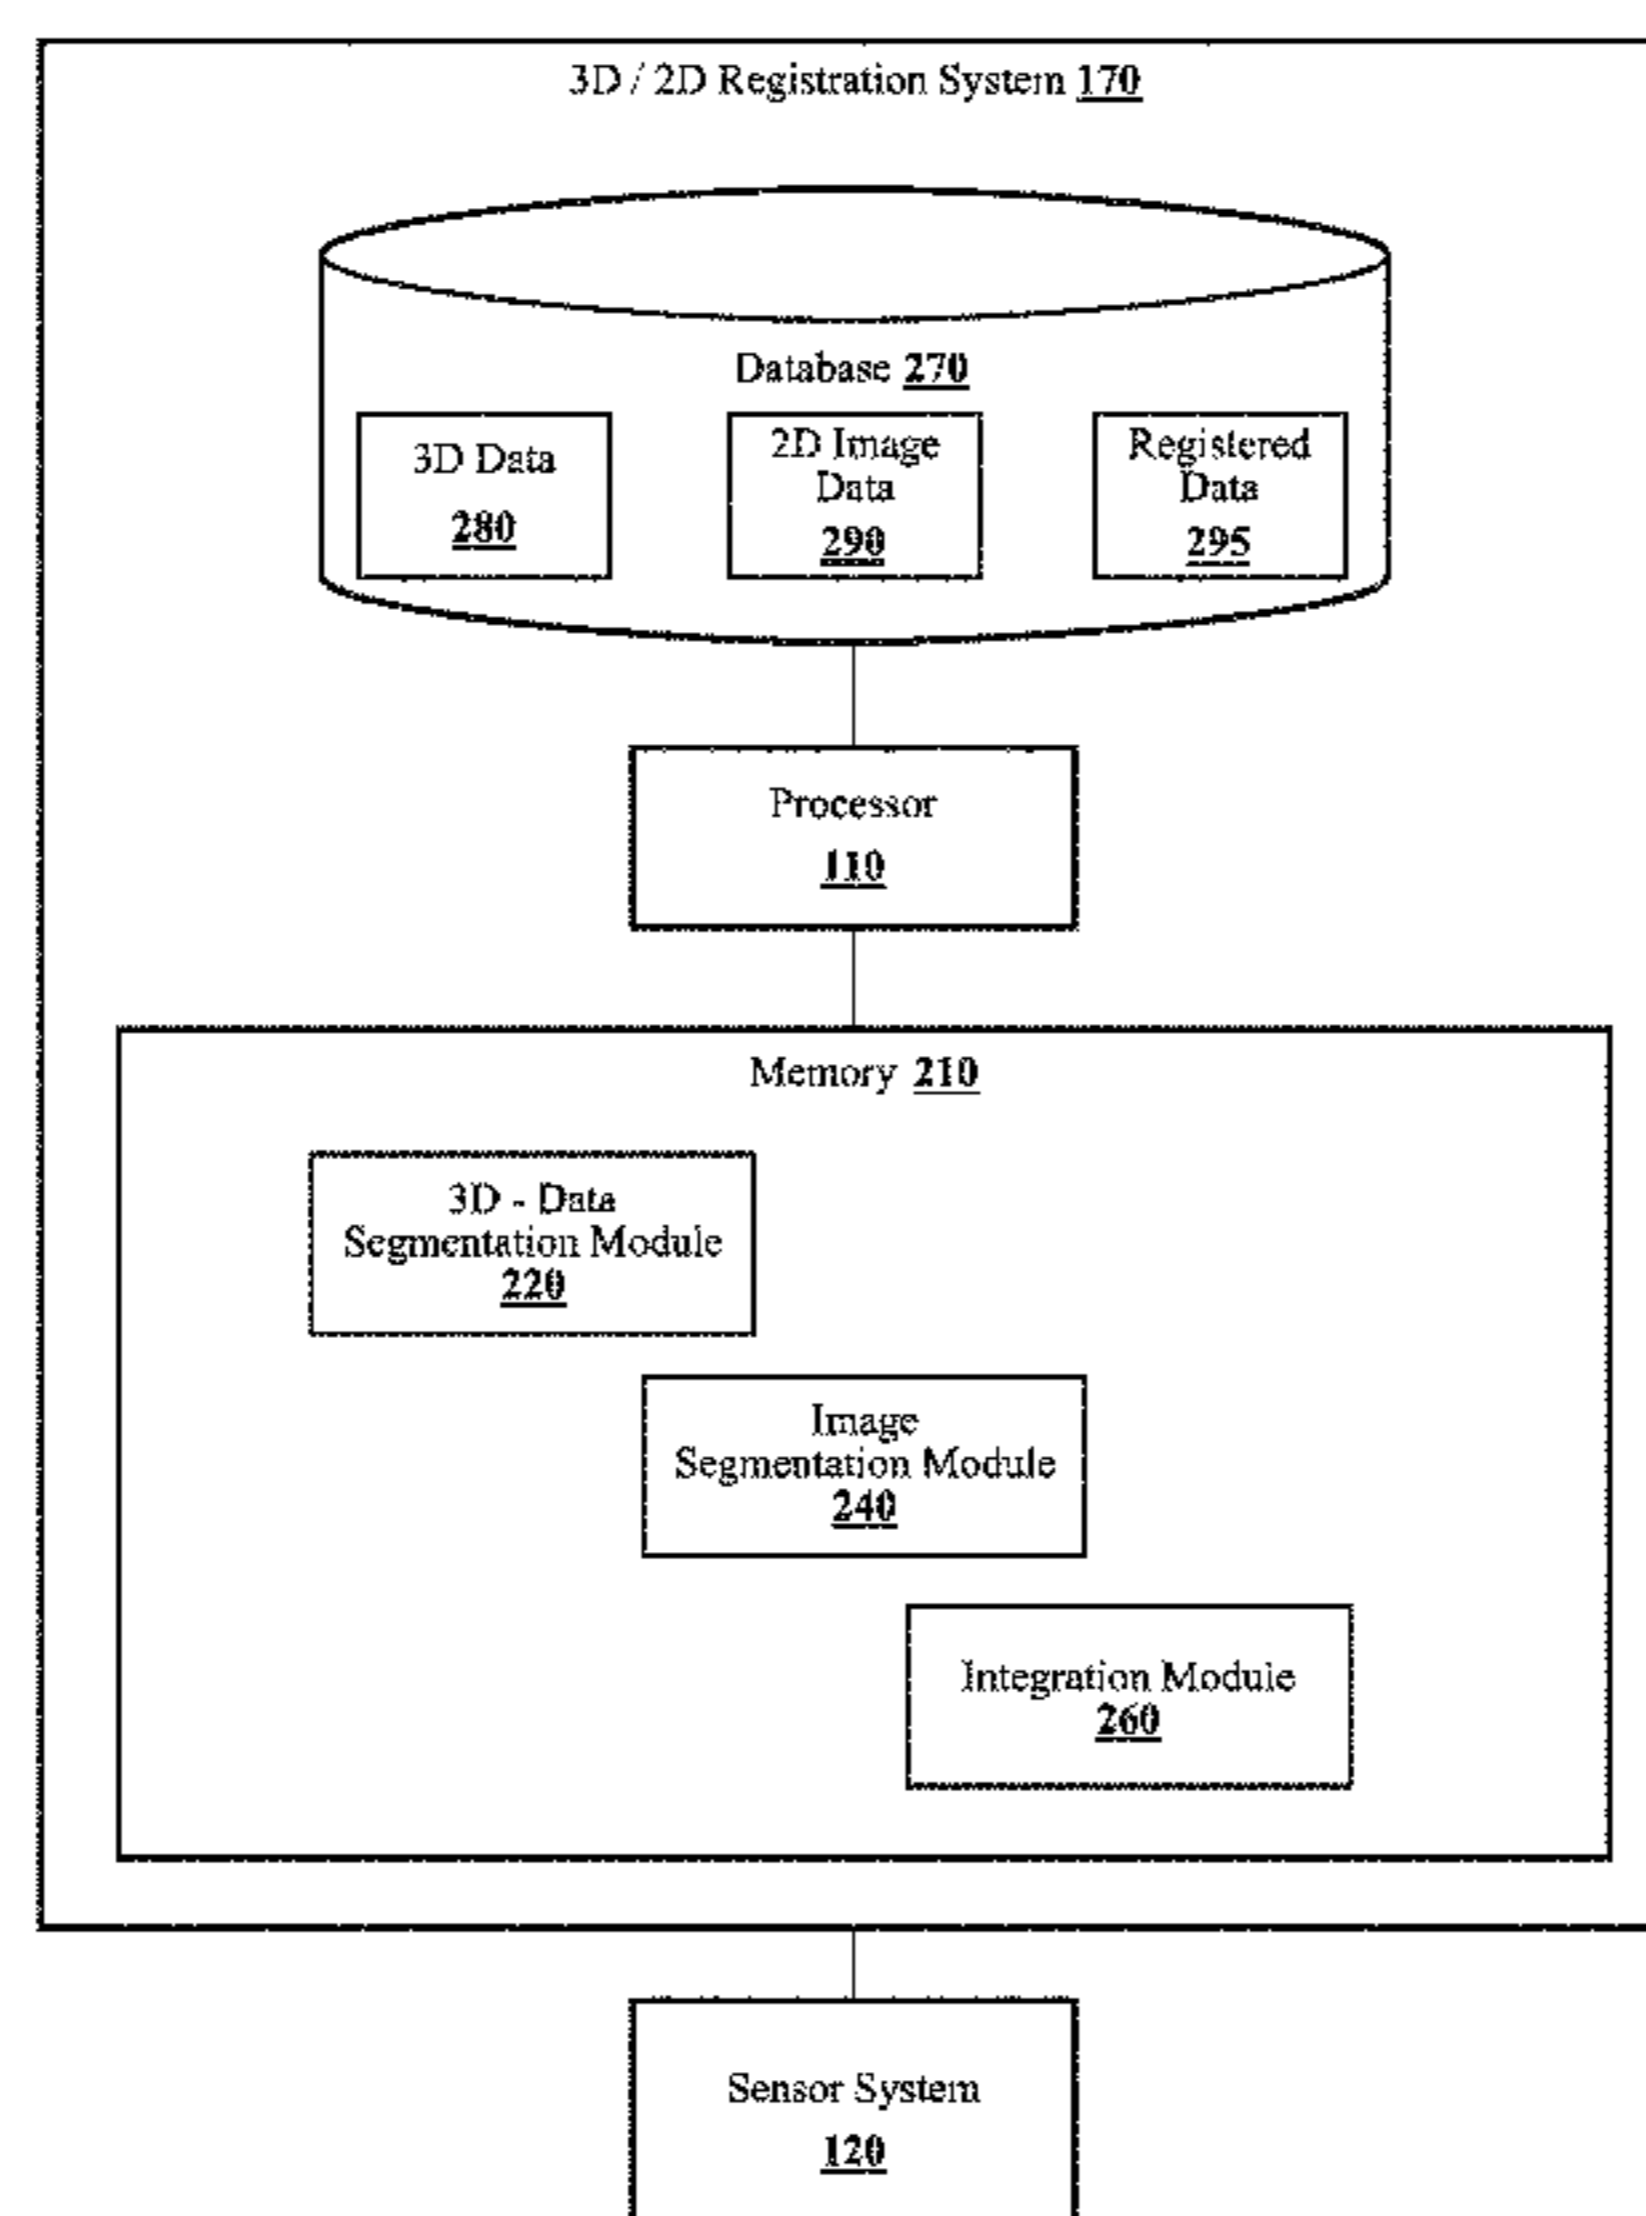 3D / 2D Registration System 170
Database 270
3D Data
280
2D Image
Data
290
Registered
Data
295
Processor
110
Memory 210
3D - Data
Segmentation Module
220
Image
Segmentation Module
240
Integration Module
260
Sensor System
120